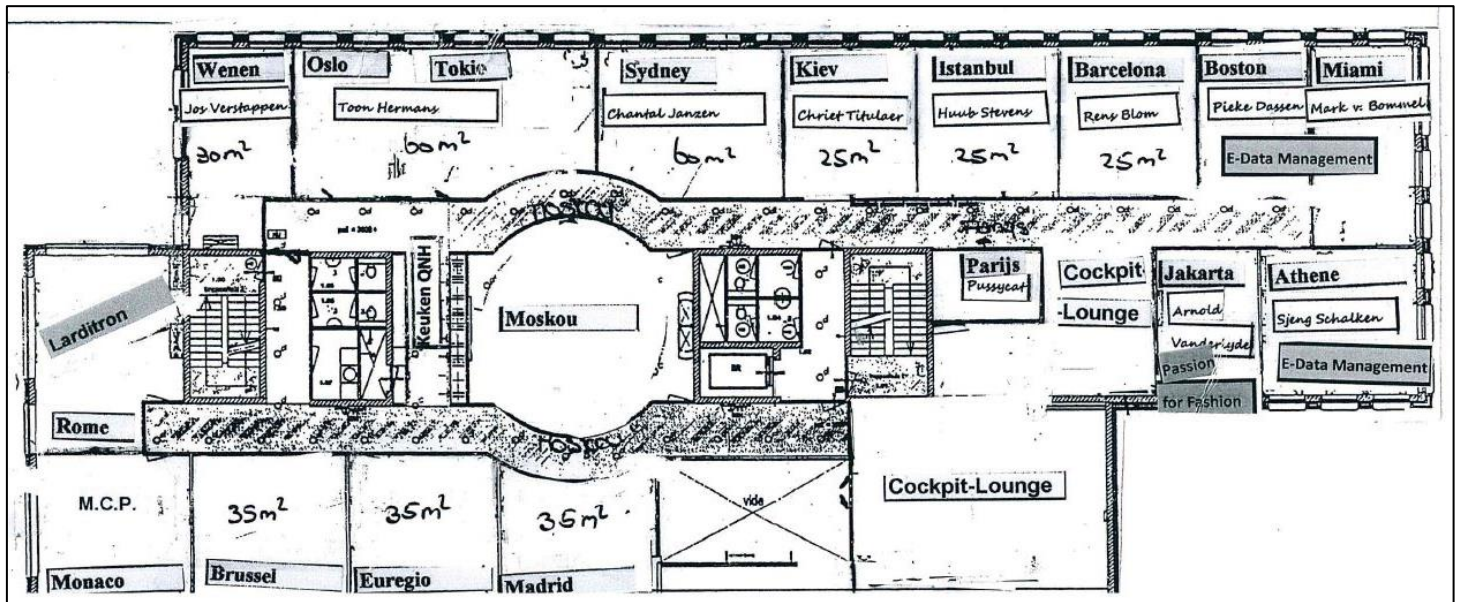 Wenen
Oslo
Tokio
Sydney
Kiev
Istanbul
Barcelona
Boston
Miami
Jos Verstappen
Toon Hermans
Chantal Janzen
Chriet Titulaer
Huub Stevens
Rens Blom
Pieke Dassen
Mark v. Bommel
30m²
60m²
60m²
25m²
25m²
25m²
E-Data Management
Larditron
Keuken QNH
Moskou
Parijs
Pussycat
Cockpit-
-Lounge
Jakarta
Arnold
Vanderlyde
Passion
for Fashion
Athene
Sjeng Schalken
E-Data Management
Rome
M.C.P.
35m²
35m²
35m²
vide
Cockpit-Lounge
Monaco
Brussel
Euregio
Madrid